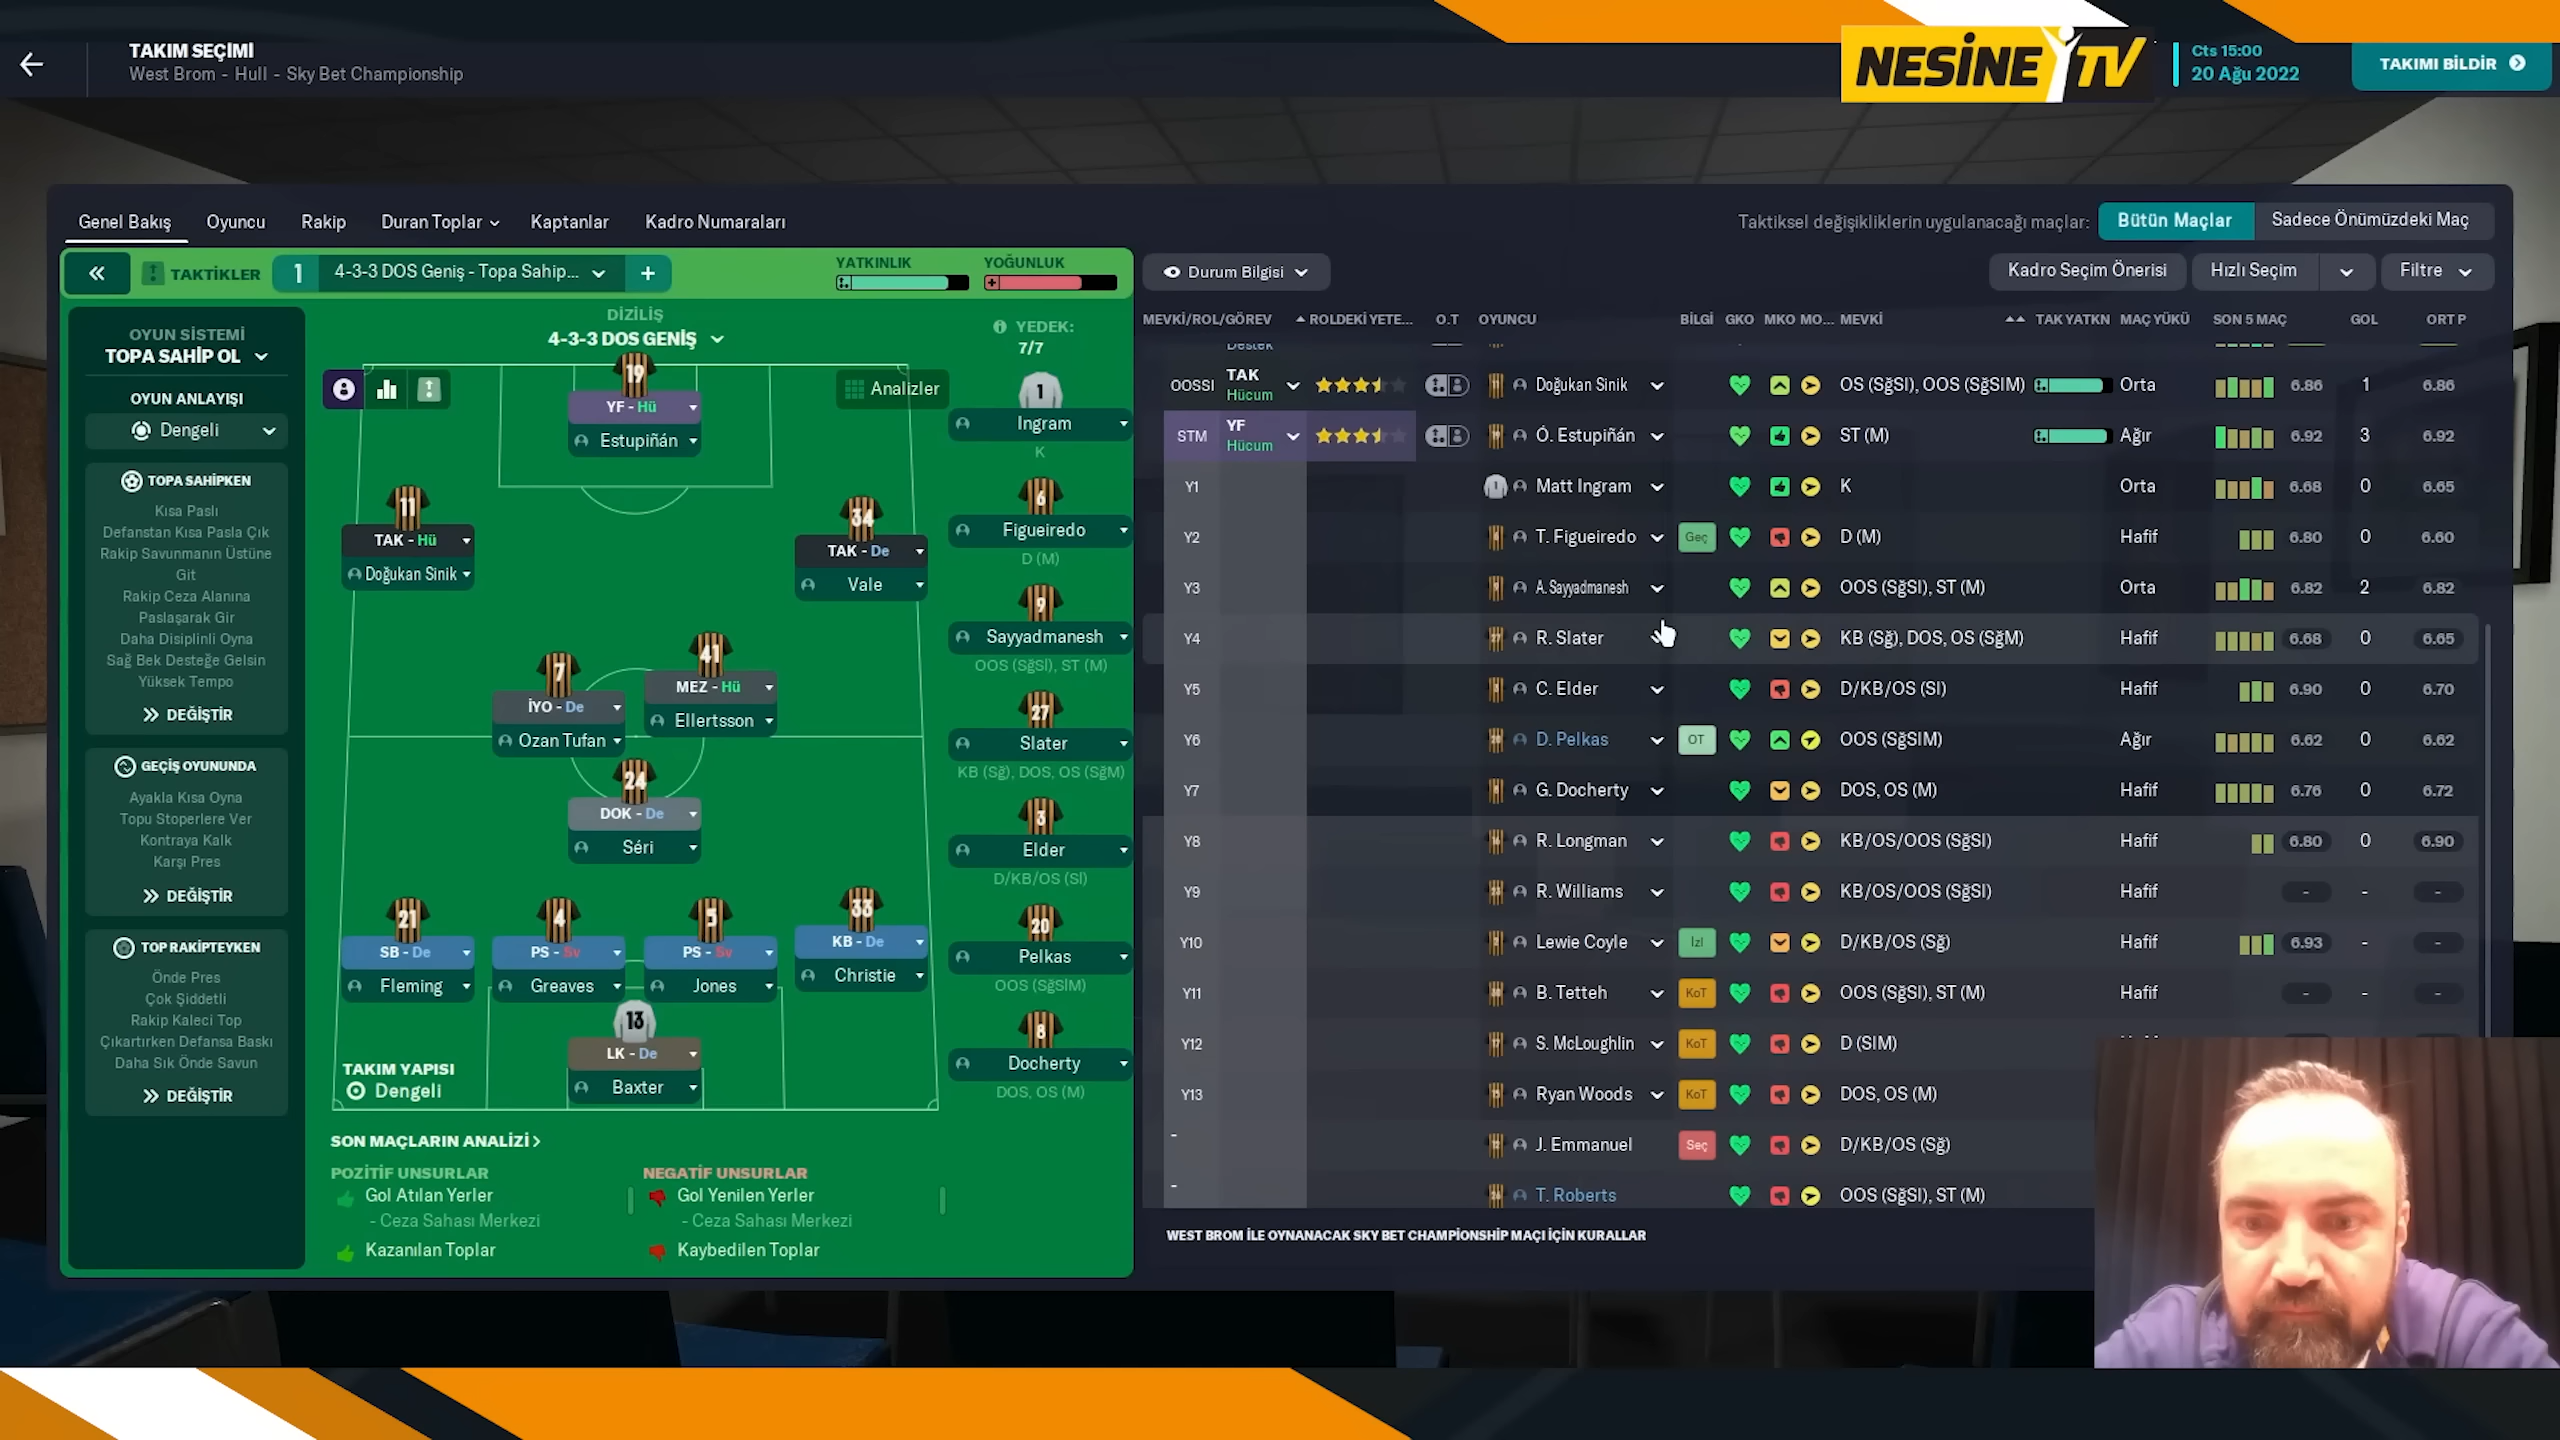 TAKIM SEÇİMİ
West Brom - Hull - Sky Bet Championship
NESİNE TV
Cts 15:00
20 Ağu 2022
TAKIMI BİLDİR
Genel Bakış Oyuncu Rakip Duran Toplar Kaptanlar Kadro Numaraları
Taktiksel değişikliklerin uygulanacağı maçlar: Bütün Maçlar Sadece Önümüzdeki Maç
TAKTİKLER 1 4-3-3 DOS Geniş - Topa Sahip... +
YATKINLIK YOĞUNLUK
OYUN SİSTEMİ
TOPA SAHİP OL
OYUN ANLAYIŞI
Dengeli
TOPA SAHİPKEN
Kısa Paslı
Defanstan Kısa Pasla Çık
Rakip Savunmanın Üstüne
Git
Rakip Ceza Alanına
Paslaşarak Gir
Daha Disiplinli Oyna
Sağ Bek Desteğe Gelsin
Yüksek Tempo
DEĞİŞTİR
GEÇİŞ OYUNUNDA
Ayakla Kısa Oyna
Topu Stoperlere Ver
Kontraya Kalk
Karşı Pres
DEĞİŞTİR
TOP RAKİPTEYKEN
Önde Pres
Çok Şiddetli
Rakip Kaleci Top
Çıkartırken Defansa Baskı
Daha Sık Önde Savun
DEĞİŞTİR
DİZİLİŞ
4-3-3 DOS GENİŞ
Analizler
19
YF - Hü
Estupiñán
11
TAK - Hü
Doğukan Sinik
34
TAK - De
Vale
7
İYO - De
Ozan Tufan
41
MEZ - Hü
Ellertsson
24
DOK - De
Séri
21
SB - De
Fleming
4
PS - Sv
Greaves
5
PS - Sv
Jones
33
KB - De
Christie
13
LK - De
Baxter
TAKIM YAPISI
Dengeli
YEDEK:
7/7
1
Ingram
K
6
Figueiredo
D (M)
9
Sayyadmanesh
OOS (SğSl), ST (M)
27
Slater
KB (Sğ), DOS, OS (SğM)
3
Elder
D/KB/OS (Sl)
20
Pelkas
OOS (SğSlM)
8
Docherty
DOS, OS (M)
SON MAÇLARIN ANALİZİ
POZİTİF UNSURLAR
Gol Atılan Yerler
- Ceza Sahası Merkezi
Kazanılan Toplar
NEGATİF UNSURLAR
Gol Yenilen Yerler
- Ceza Sahası Merkezi
Kaybedilen Toplar
Durum Bilgisi
Kadro Seçim Önerisi Hızlı Seçim Filtre
MEVKİ/ROL/GÖREV ROLDEKİ YETE... O.T OYUNCU BİLGİ GKO MKO MO... MEVKİ TAK YATKN MAÇ YÜKÜ SON 5 MAÇ GOL ORT P
Destek
OOSSl TAK Hücum Doğukan Sinik OS (SğSl), OOS (SğSlM) Orta 6.86 1 6.86
STM YF Hücum Ó. Estupiñán ST (M) Ağır 6.92 3 6.92
Y1 Matt Ingram K Orta 6.68 0 6.65
Y2 T. Figueiredo Geç D (M) Hafif 6.80 0 6.60
Y3 A. Sayyadmanesh OOS (SğSl), ST (M) Orta 6.82 2 6.82
Y4 R. Slater KB (Sğ), DOS, OS (SğM) Hafif 6.68 0 6.65
Y5 C. Elder D/KB/OS (Sl) Hafif 6.90 0 6.70
Y6 D. Pelkas OT OOS (SğSlM) Ağır 6.62 0 6.62
Y7 G. Docherty DOS, OS (M) Hafif 6.76 0 6.72
Y8 R. Longman KB/OS/OOS (SğSl) Hafif 6.80 0 6.90
Y9 R. Williams KB/OS/OOS (SğSl) Hafif - - -
Y10 Lewie Coyle İzl D/KB/OS (Sğ) Hafif 6.93 - -
Y11 B. Tetteh KoT OOS (SğSl), ST (M) Hafif - - -
Y12 S. McLoughlin KoT D (SlM)
Y13 Ryan Woods KoT DOS, OS (M)
- J. Emmanuel Seç D/KB/OS (Sğ)
- T. Roberts OOS (SğSl), ST (M)
WEST BROM İLE OYNANACAK SKY BET CHAMPIONSHIP MAÇI İÇİN KURALLAR